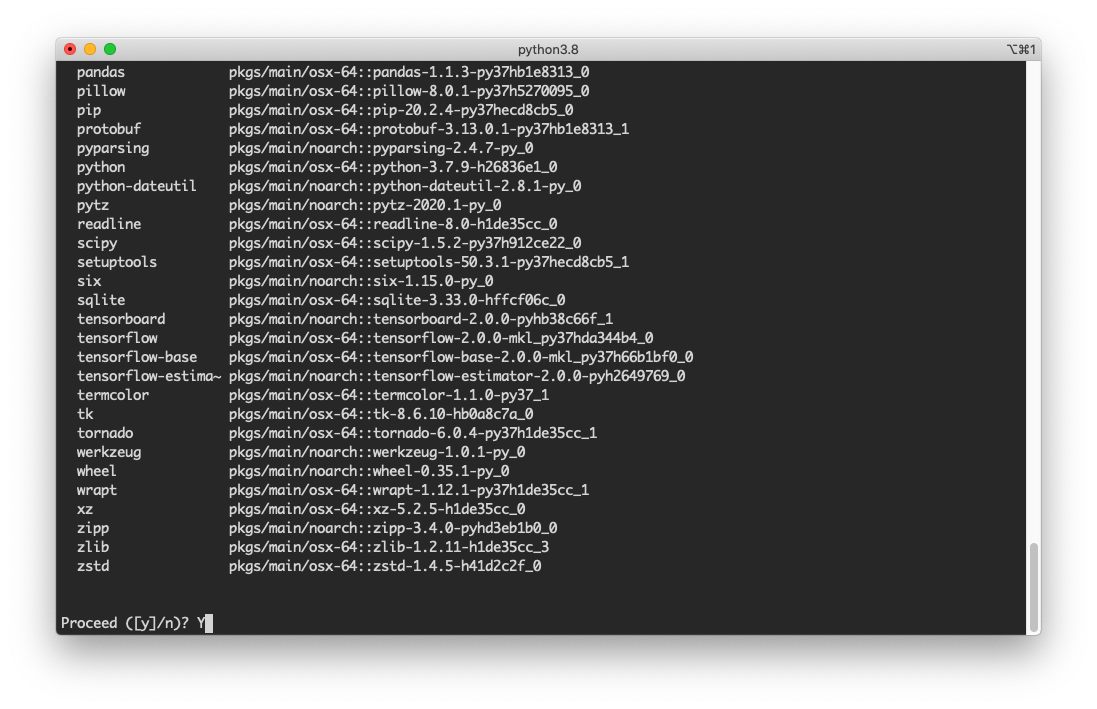 python3.8 ⌥⌘1
pandas pkgs/main/osx-64::pandas-1.1.3-py37hb1e8313_0
pillow pkgs/main/osx-64::pillow-8.0.1-py37h5270095_0
pip pkgs/main/osx-64::pip-20.2.4-py37hecd8cb5_0
protobuf pkgs/main/osx-64::protobuf-3.13.0.1-py37hb1e8313_1
pyparsing pkgs/main/noarch::pyparsing-2.4.7-py_0
python pkgs/main/osx-64::python-3.7.9-h26836e1_0
python-dateutil pkgs/main/noarch::python-dateutil-2.8.1-py_0
pytz pkgs/main/noarch::pytz-2020.1-py_0
readline pkgs/main/osx-64::readline-8.0-h1de35cc_0
scipy pkgs/main/osx-64::scipy-1.5.2-py37h912ce22_0
setuptools pkgs/main/osx-64::setuptools-50.3.1-py37hecd8cb5_1
six pkgs/main/noarch::six-1.15.0-py_0
sqlite pkgs/main/osx-64::sqlite-3.33.0-hffcf06c_0
tensorboard pkgs/main/noarch::tensorboard-2.0.0-pyhb38c66f_1
tensorflow pkgs/main/osx-64::tensorflow-2.0.0-mkl_py37hda344b4_0
tensorflow-base pkgs/main/osx-64::tensorflow-base-2.0.0-mkl_py37h66b1bf0_0
tensorflow-estima~ pkgs/main/noarch::tensorflow-estimator-2.0.0-pyh2649769_0
termcolor pkgs/main/osx-64::termcolor-1.1.0-py37_1
tk pkgs/main/osx-64::tk-8.6.10-hb0a8c7a_0
tornado pkgs/main/osx-64::tornado-6.0.4-py37h1de35cc_1
werkzeug pkgs/main/noarch::werkzeug-1.0.1-py_0
wheel pkgs/main/noarch::wheel-0.35.1-py_0
wrapt pkgs/main/osx-64::wrapt-1.12.1-py37h1de35cc_1
xz pkgs/main/osx-64::xz-5.2.5-h1de35cc_0
zipp pkgs/main/noarch::zipp-3.4.0-pyhd3eb1b0_0
zlib pkgs/main/osx-64::zlib-1.2.11-h1de35cc_3
zstd pkgs/main/osx-64::zstd-1.4.5-h41d2c2f_0
Proceed ([y]/n)? Y